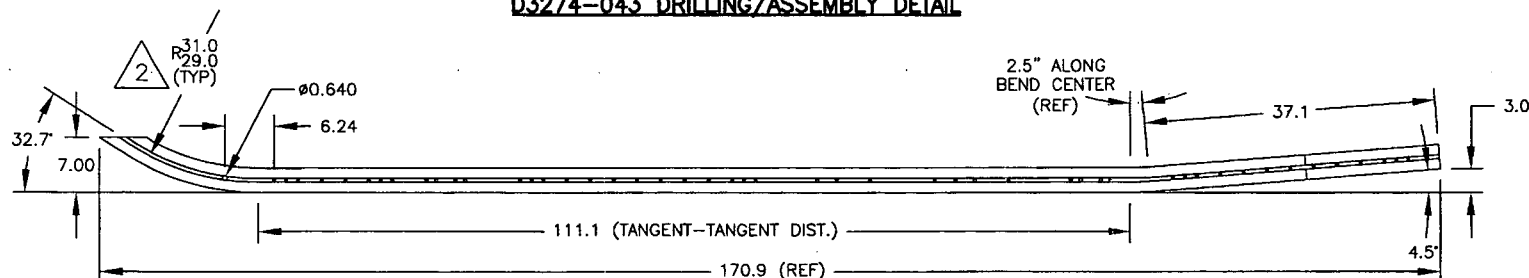 D3274-043 DRILLING/ASSEMBLY DETAIL
2
R31.0
29.0
(TYP)
Ø0.640
6.24
32.7°
7.00
2.5" ALONG
BEND CENTER
(REF)
37.1
3.0
111.1 (TANGENT-TANGENT DIST.)
4.5°
170.9 (REF)